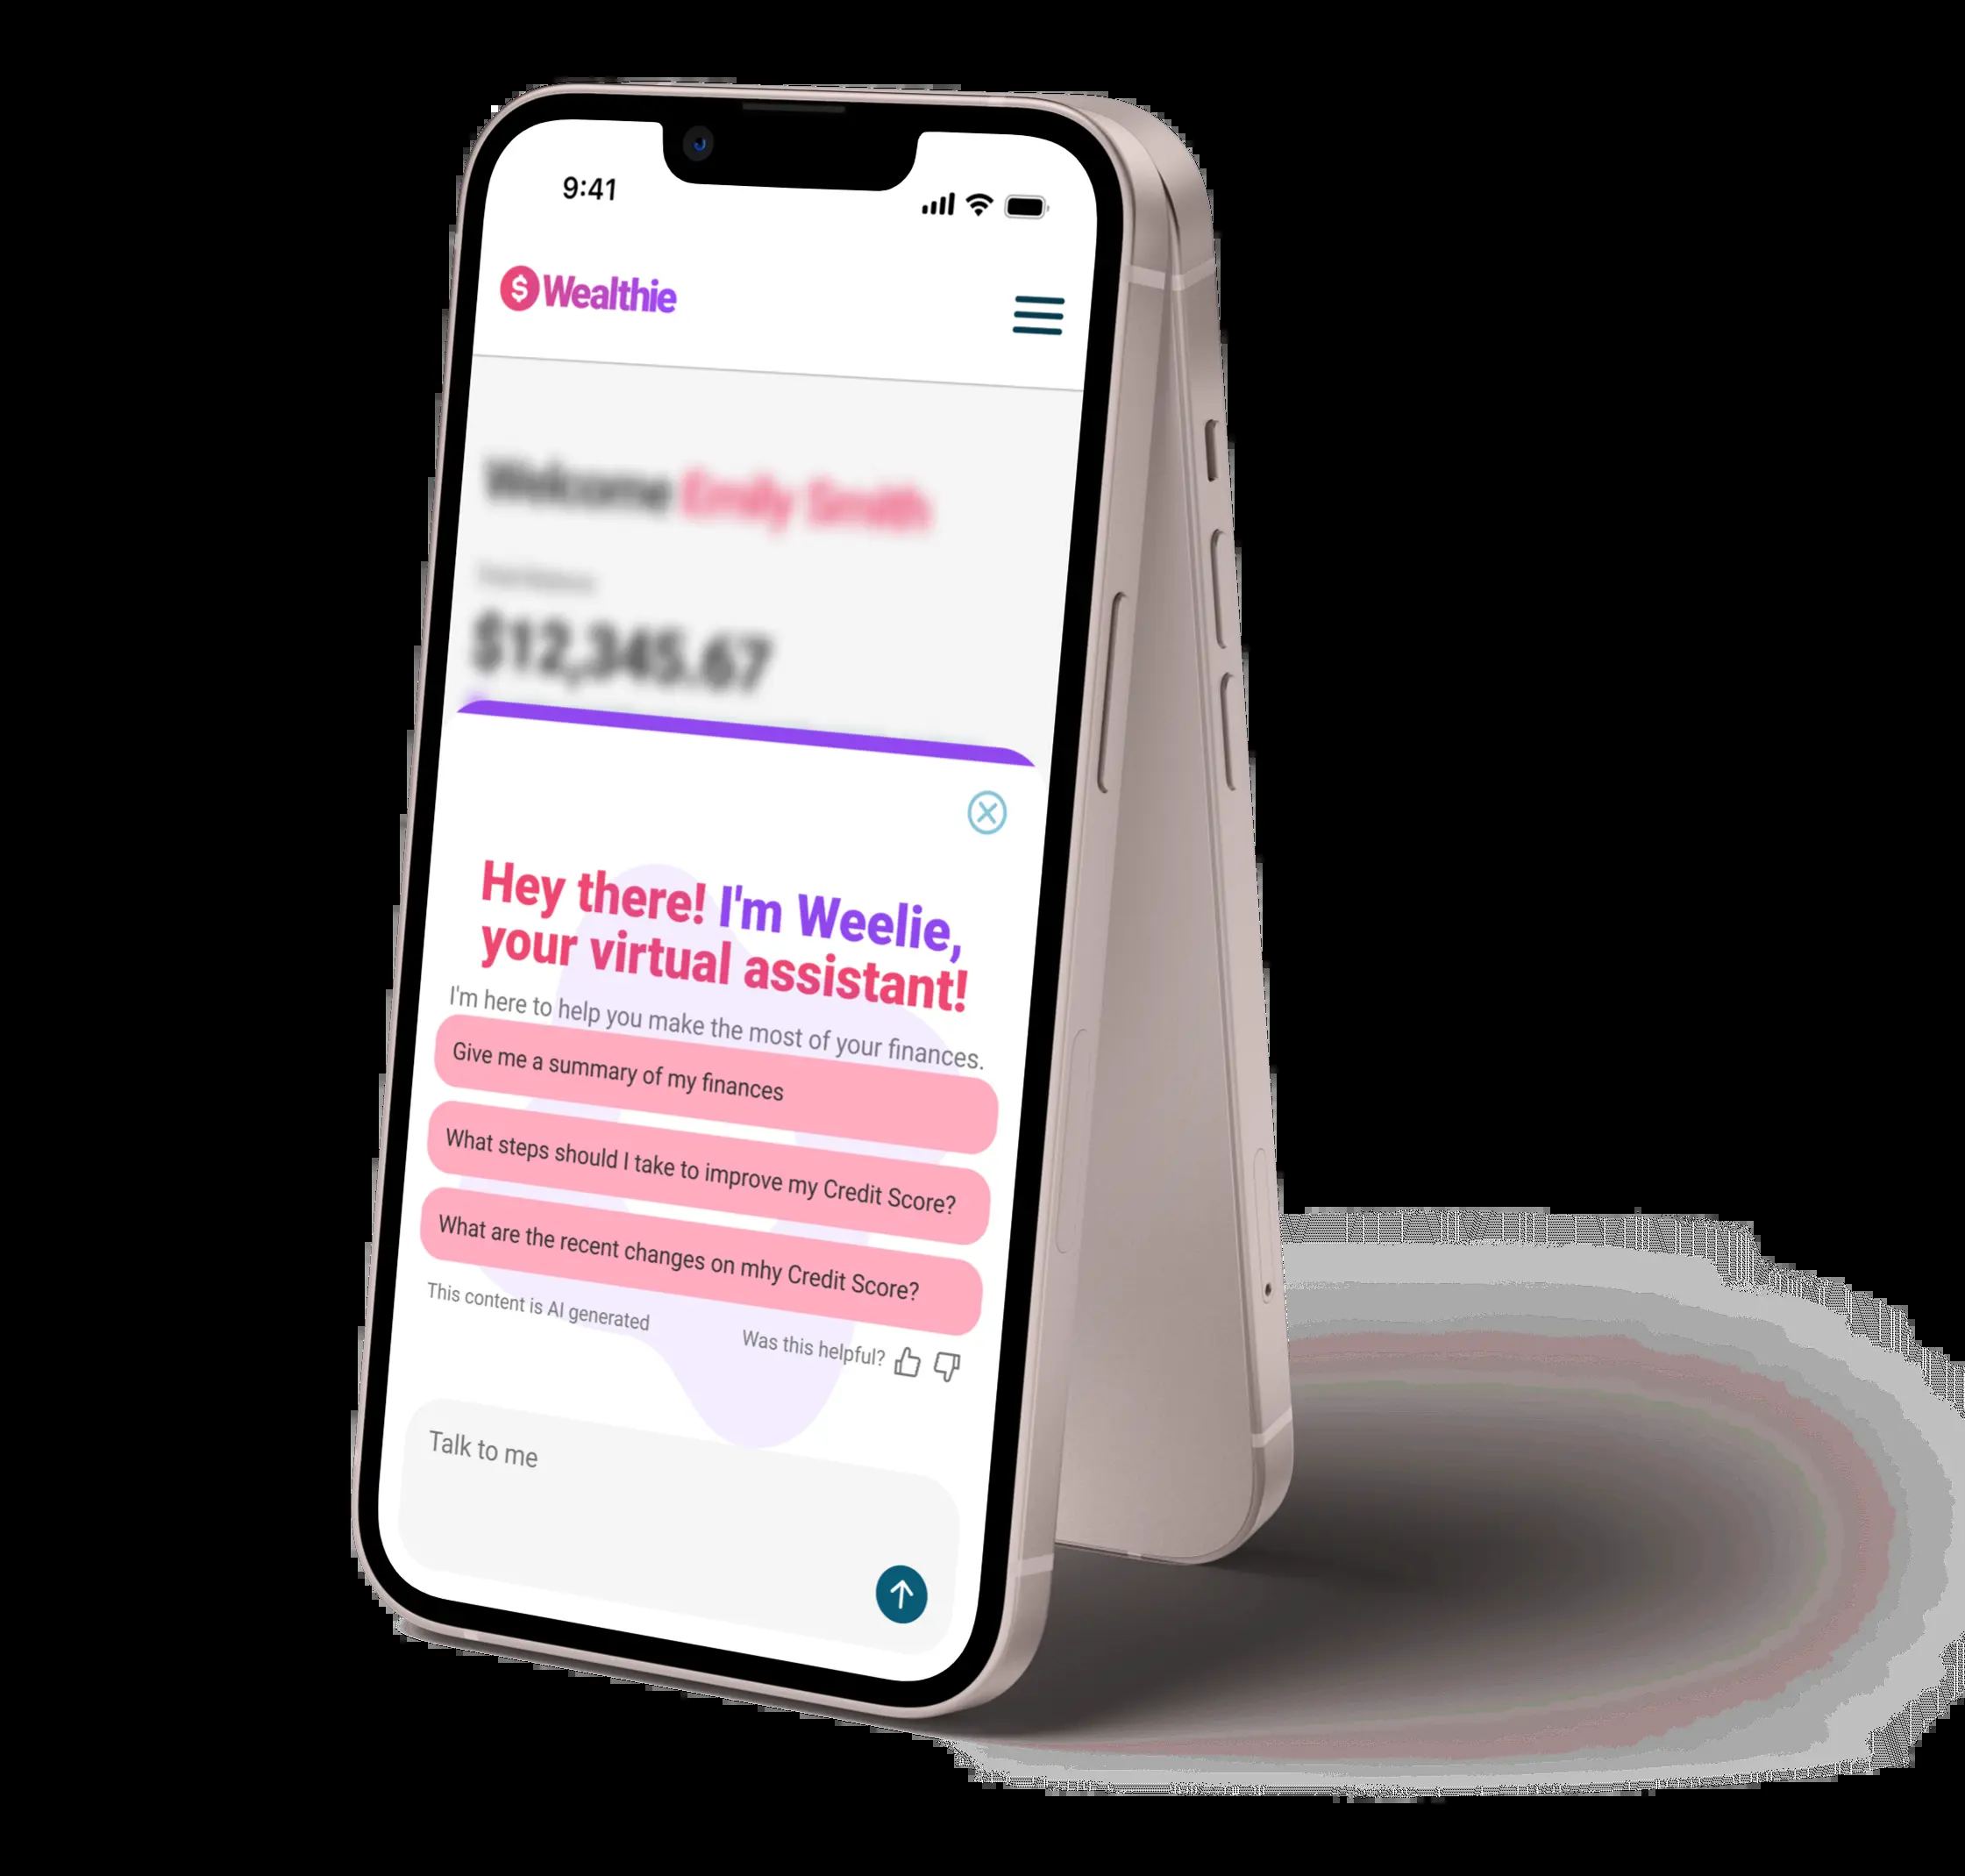 9:41
$ Wealthie
Welcome Emily Smith
$12,345.67
Hey there! I'm Weelie,
your virtual assistant!
I'm here to help you make the most of your finances.
Give me a summary of my finances
What steps should I take to improve my Credit Score?
What are the recent changes on mhy Credit Score?
This content is AI generated
Was this helpful?
Talk to me